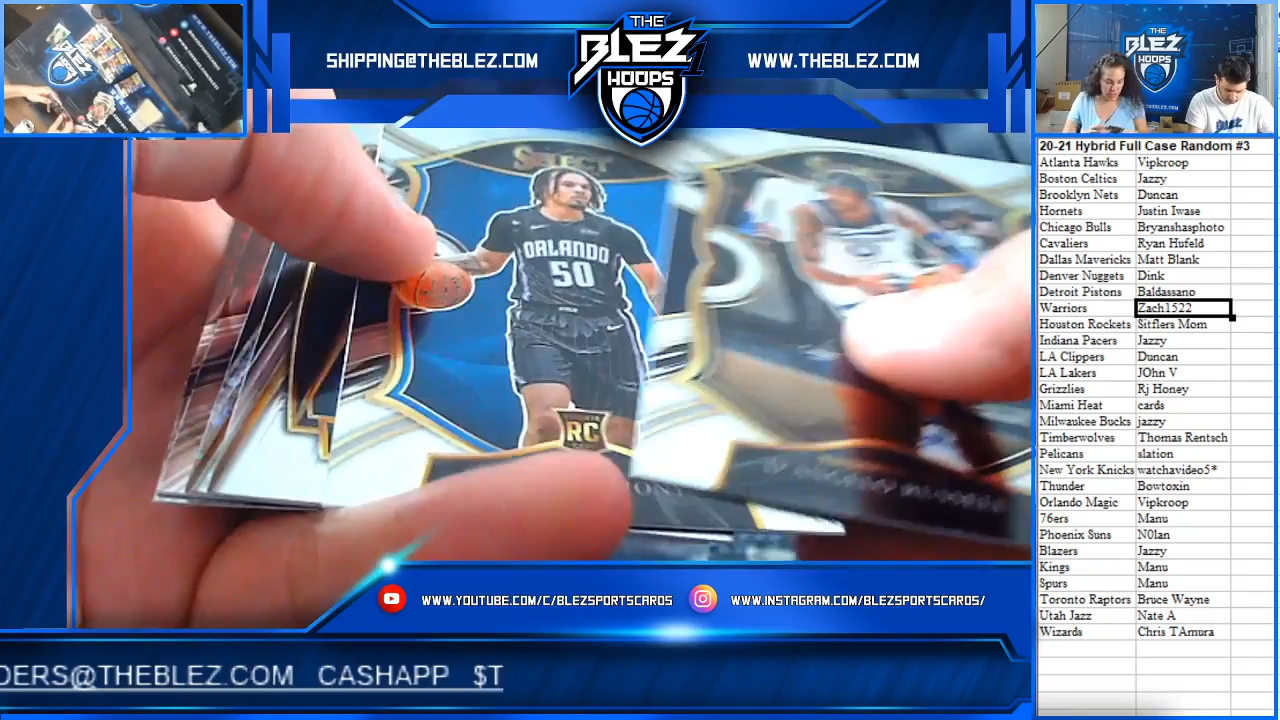 THE
BLEZ
HOOPS
SHIPPING@THEBLEZ.COM
WWW.THEBLEZ.COM
THE
BLEZ
20-21 Hybrid Full Case Random #3
Atlanta Hawks Vipkroop
Boston Celtics Jazzy
Brooklyn Nets Duncan
Hornets Justin Iwase
Chicago Bulls Bryanshasphoto
Cavaliers Ryan Hufeld
Dallas Mavericks Matt Blank
Denver Nuggets Dink
Detroit Pistons Baldassano
Warriors Zach1522
Houston Rockets Sitflers Mom
Indiana Pacers Jazzy
LA Clippers Duncan
LA Lakers JOhn V
Grizzlies Rj Honey
Miami Heat cards
Milwaukee Bucks jazzy
Timberwolves Thomas Rentsch
Pelicans slation
New York Knicks watchavideo5*
Thunder Bowtoxin
Orlando Magic Vipkroop
76ers Manu
Phoenix Suns N0lan
Blazers Jazzy
Kings Manu
Spurs Manu
Toronto Raptors Bruce Wayne
Utah Jazz Nate A
Wizards Chris TAmura
SELECT
ORLANDO
50
RC
WWW.YOUTUBE.COM/C/BLEZSPORTSCARDS
WWW.INSTAGRAM.COM/BLEZSPORTSCARDS/
DERS@THEBLEZ.COM CASHAPP $T